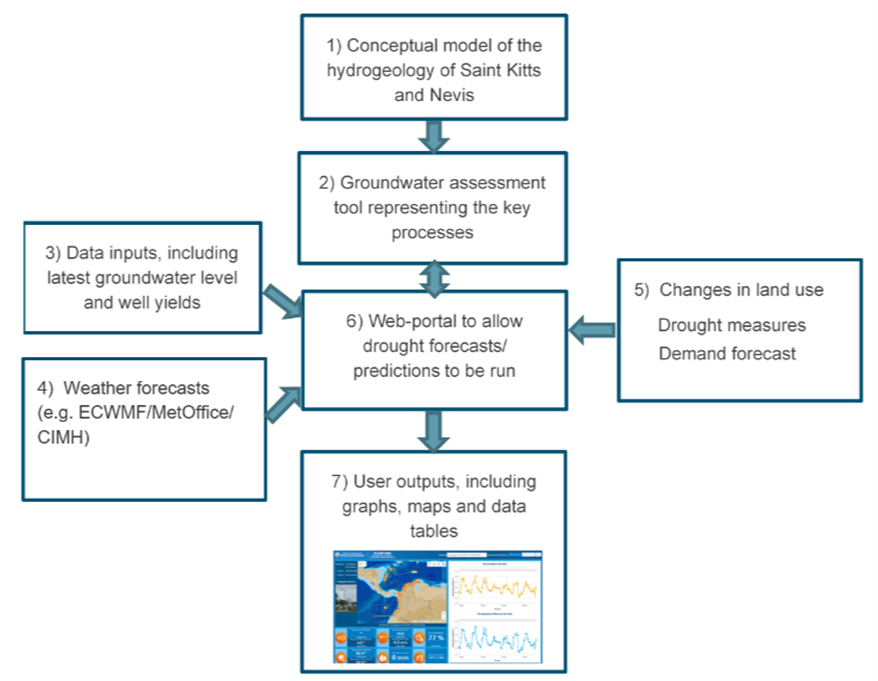 1) Conceptual model of the
hydrogeology of Saint Kitts
and Nevis
2) Groundwater assessment
tool representing the key
processes
3) Data inputs, including
latest groundwater level
and well yields
4) Weather forecasts
(e.g. ECWMF/MetOffice/
CIMH)
5) Changes in land use
Drought measures
Demand forecast
6) Web-portal to allow
drought forecasts/
predictions to be run
7) User outputs, including
graphs, maps and data
tables
77 %
0 mm